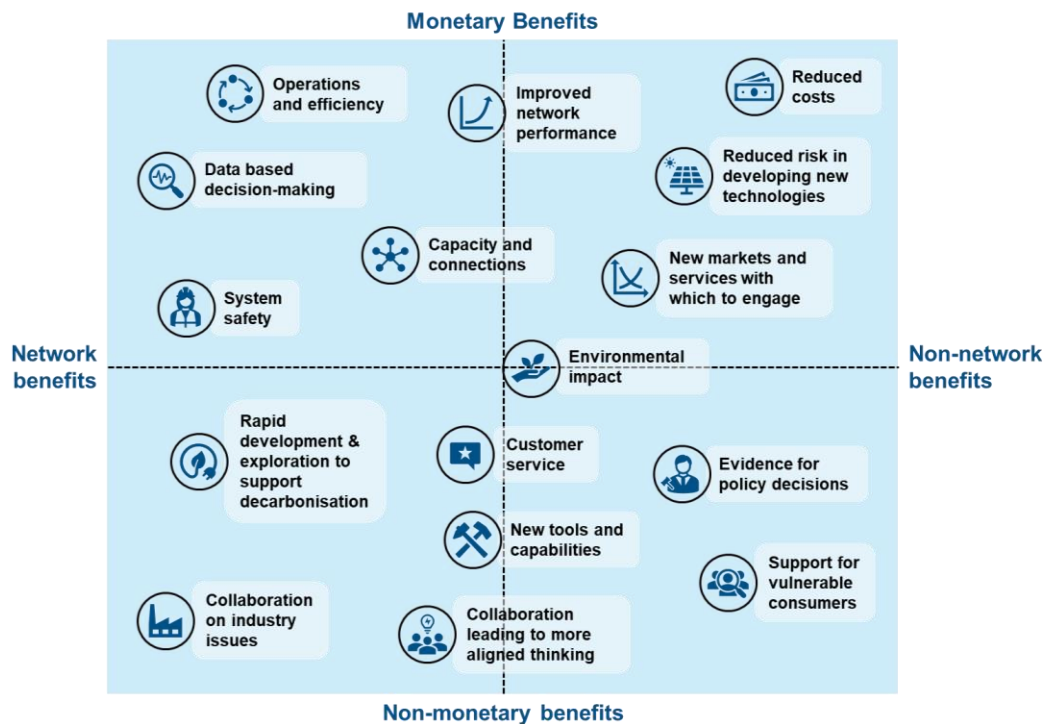 Monetary Benefits
Operations
and efficiency
Improved
network
performance
Reduced
costs
Data based
decision-making
Reduced risk in
developing new
technologies
Capacity and
connections
New markets and
services with
which to engage
System
safety
Network
benefits
Environmental
impact
Non-network
benefits
Rapid
development &
exploration to
support
decarbonisation
Customer
service
Evidence for
policy decisions
New tools and
capabilities
Support for
vulnerable
consumers
Collaboration
on industry
issues
Collaboration
leading to more
aligned thinking
Non-monetary benefits